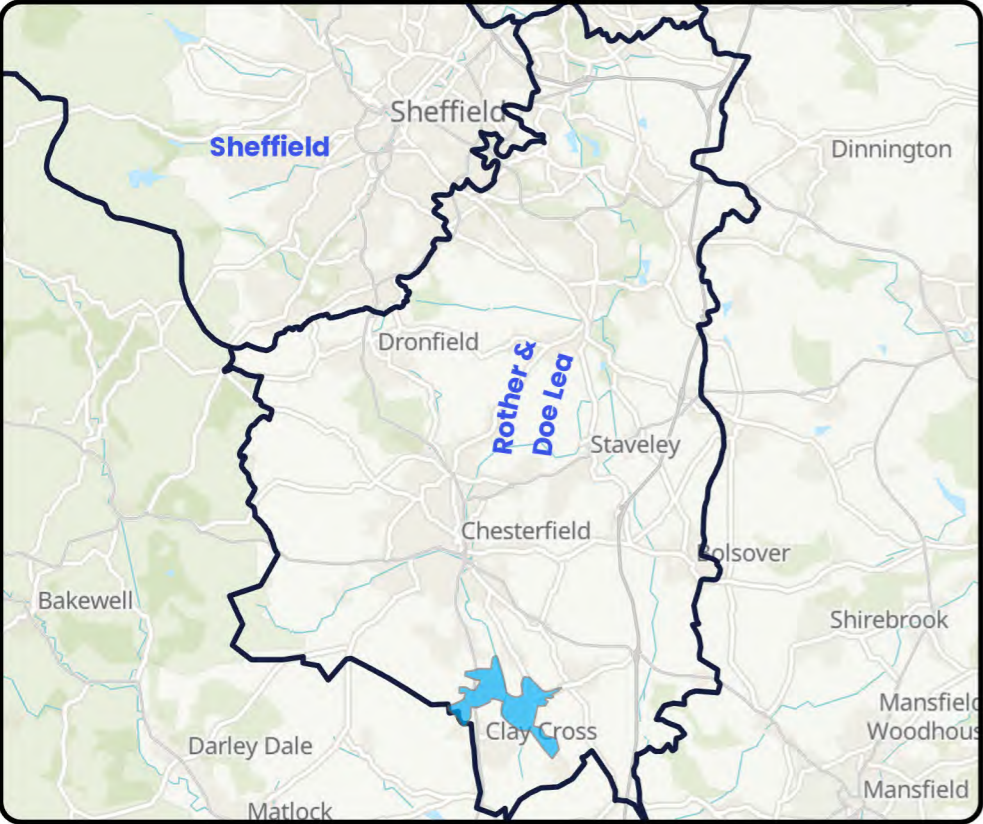 Sheffield
Sheffield
Dinnington
Dronfield
Rother &
Doe Lea
Staveley
Chesterfield
Bolsover
Bakewell
Shirebrook
Mansfield
Woodhous
Clay Cross
Darley Dale
Mansfield
Matlock